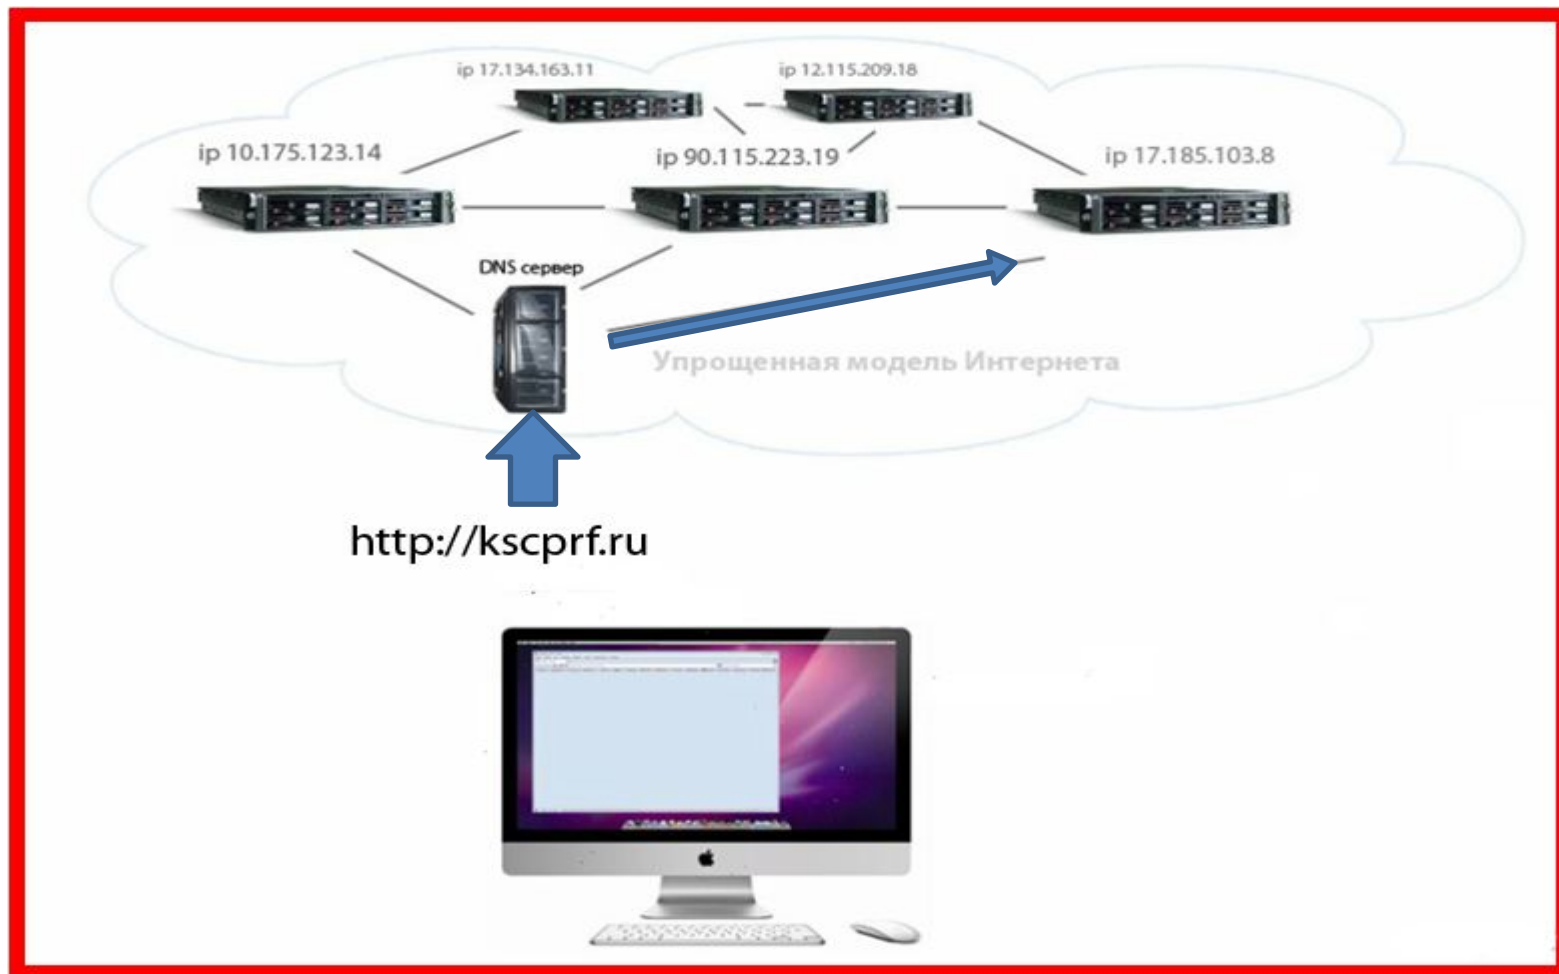 ip 17.134.163.11
ip 12.115.209.18
ip 10.175.123.14
ip 90.115.223.19
ip 17.185.103.8
DNS сервер
Упрощенная модель Интернета
http://kscprf.ru